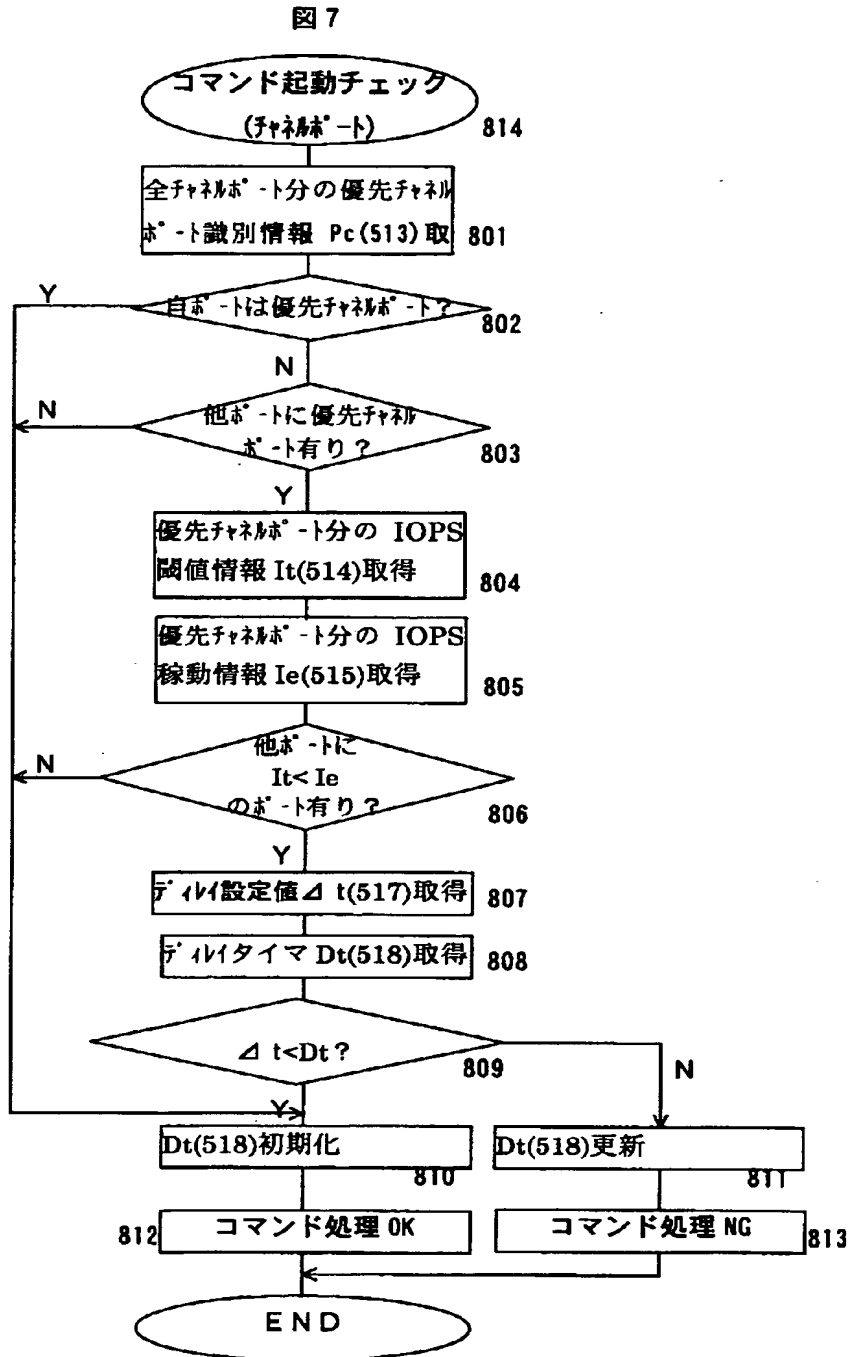 図7
コマンド起動チェック
(ﾁｬﾈﾙﾎﾟｰﾄ)
814
全ﾁｬﾈﾙﾎﾟｰﾄ分の優先ﾁｬﾈﾙ
ﾎﾟｰﾄ識別情報 Pc(513)取
801
Y
自ﾎﾟｰﾄは優先ﾁｬﾈﾙﾎﾟｰﾄ？
802
N
N
他ﾎﾟｰﾄに優先ﾁｬﾈﾙ
ﾎﾟｰﾄ有り？
803
Y
優先ﾁｬﾈﾙﾎﾟｰﾄ分の IOPS
閾値情報 It(514)取得
804
優先ﾁｬﾈﾙﾎﾟｰﾄ分の IOPS
稼動情報 Ie(515)取得
805
N
他ﾎﾟｰﾄに
It< Ie
のﾎﾟｰﾄ有り？
806
Y
ﾃﾞｨﾚｲ設定値⊿ t(517)取得
807
ﾃﾞｨﾚｲタイマ Dt(518)取得
808
⊿ t<Dt？
809
N
Y
Dt(518)初期化
810
Dt(518)更新
811
812
コマンド処理 OK
コマンド処理 NG
813
END